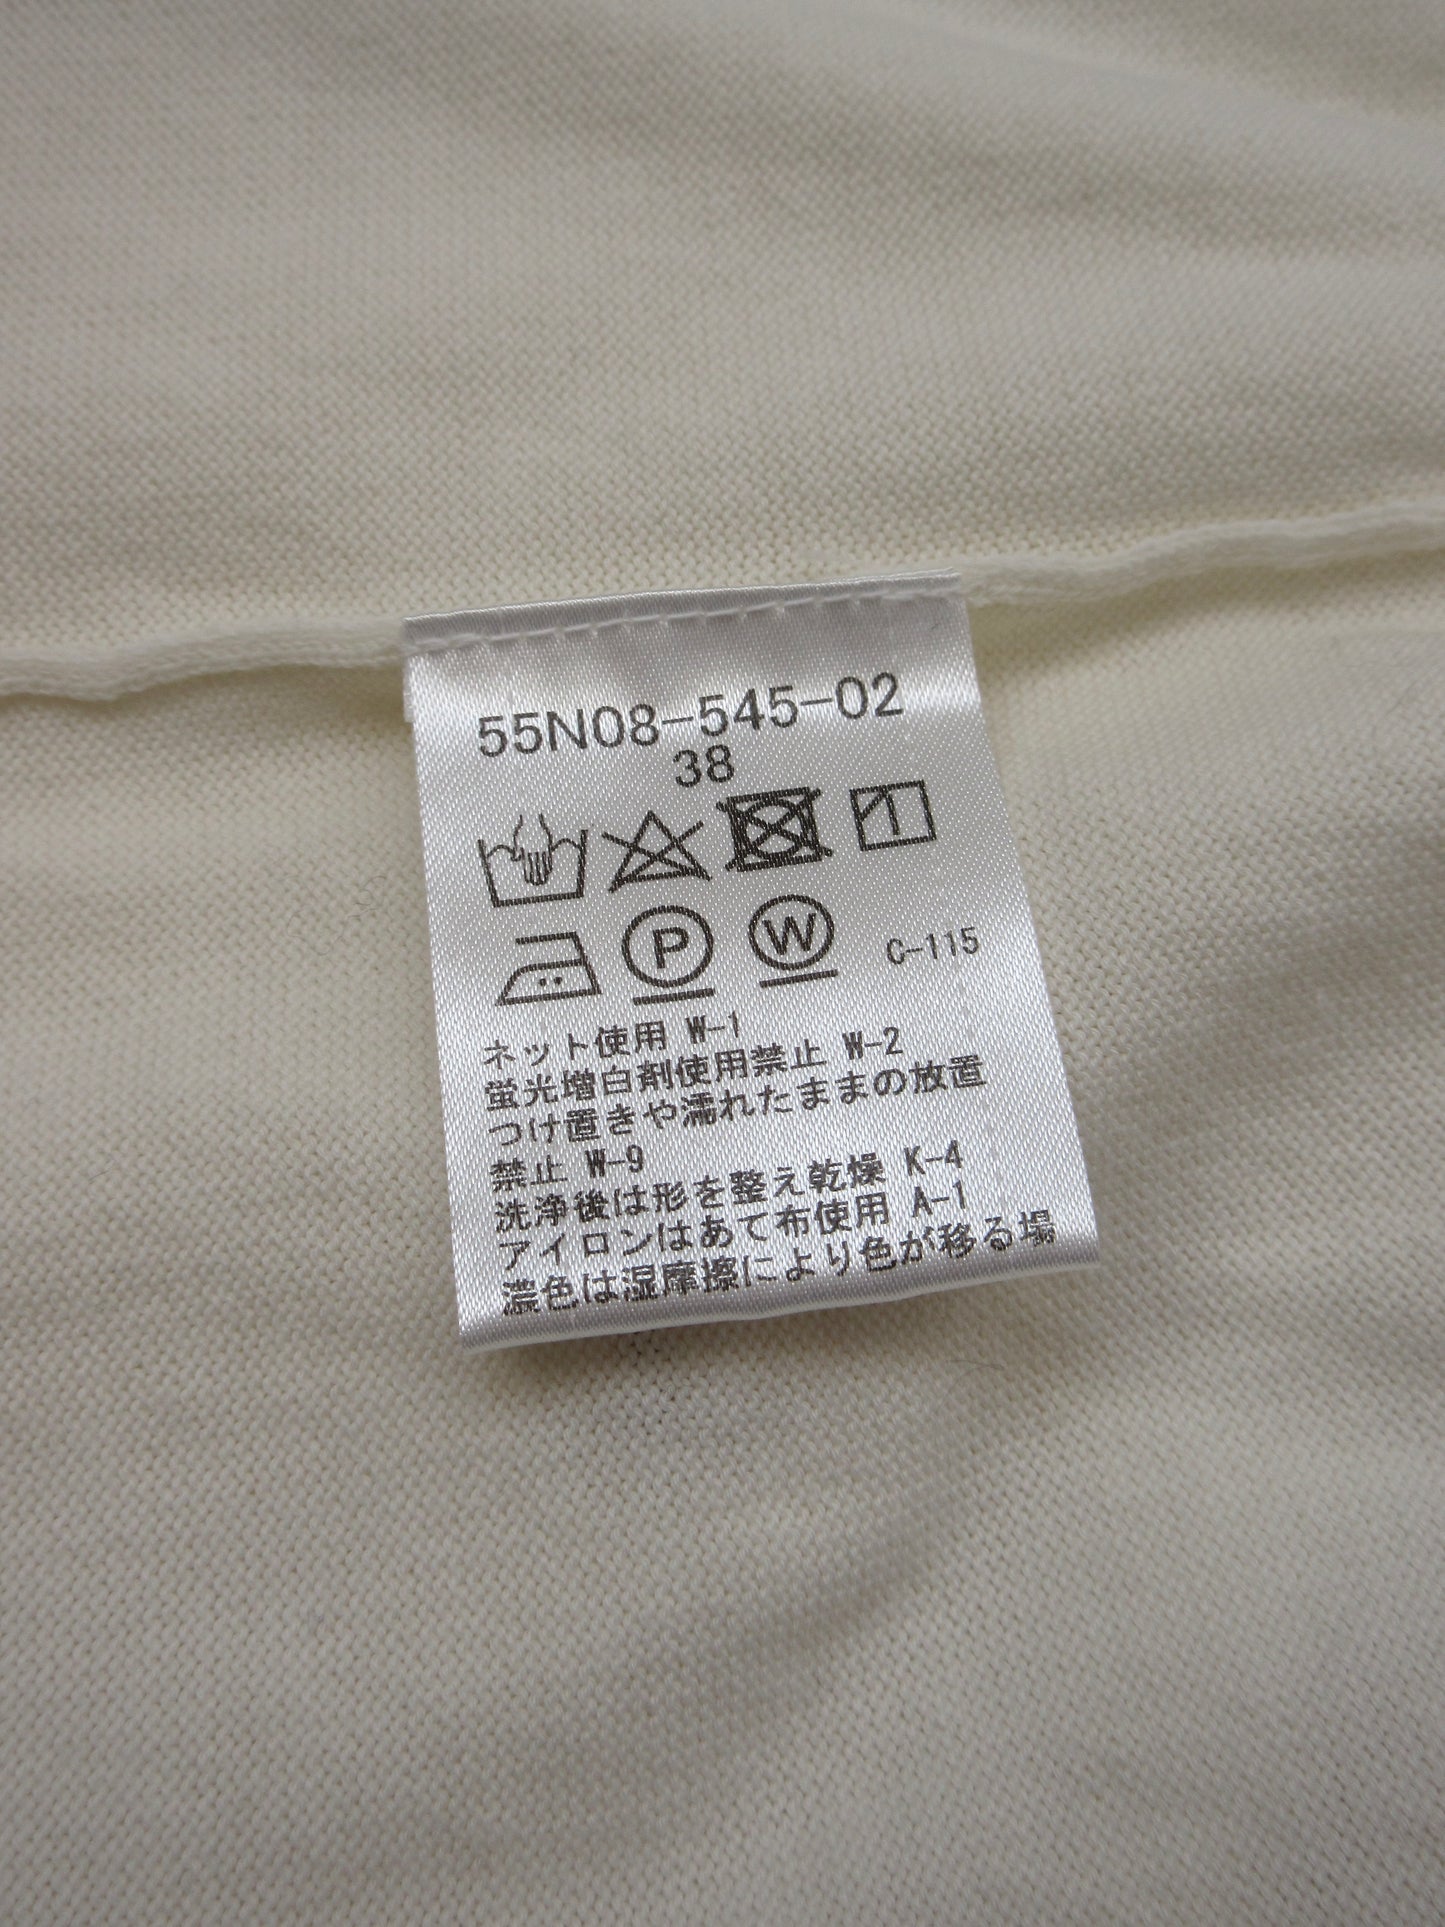 55N08-545-02
38
P W C-115
ネット使用 W-1
蛍光増白剤使用禁止 W-2
つけ置きや濡れたままの放置
禁止 W-9
洗浄後は形を整え乾燥 K-4
アイロンはあて布使用 A-1
濃色は湿摩擦により色が移る場